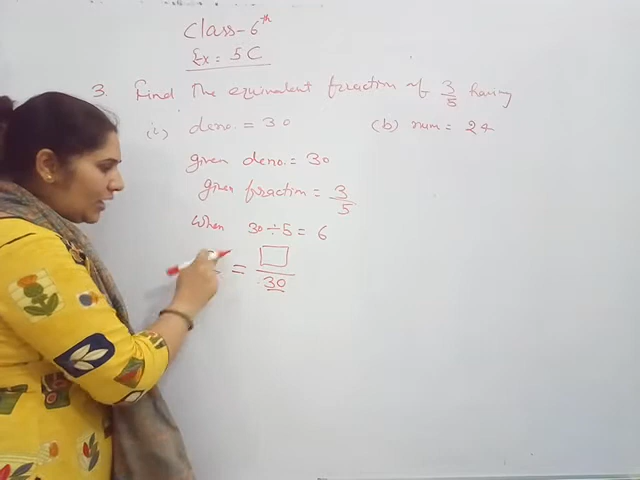 Class-6th
Ex = 5C
3. Find The equivalent fraction of 3/5 having
(i) deno. = 30 (b) num = 24
given deno. = 30
given fraction = 3/5
When 30 ÷ 5 = 6
= □/30